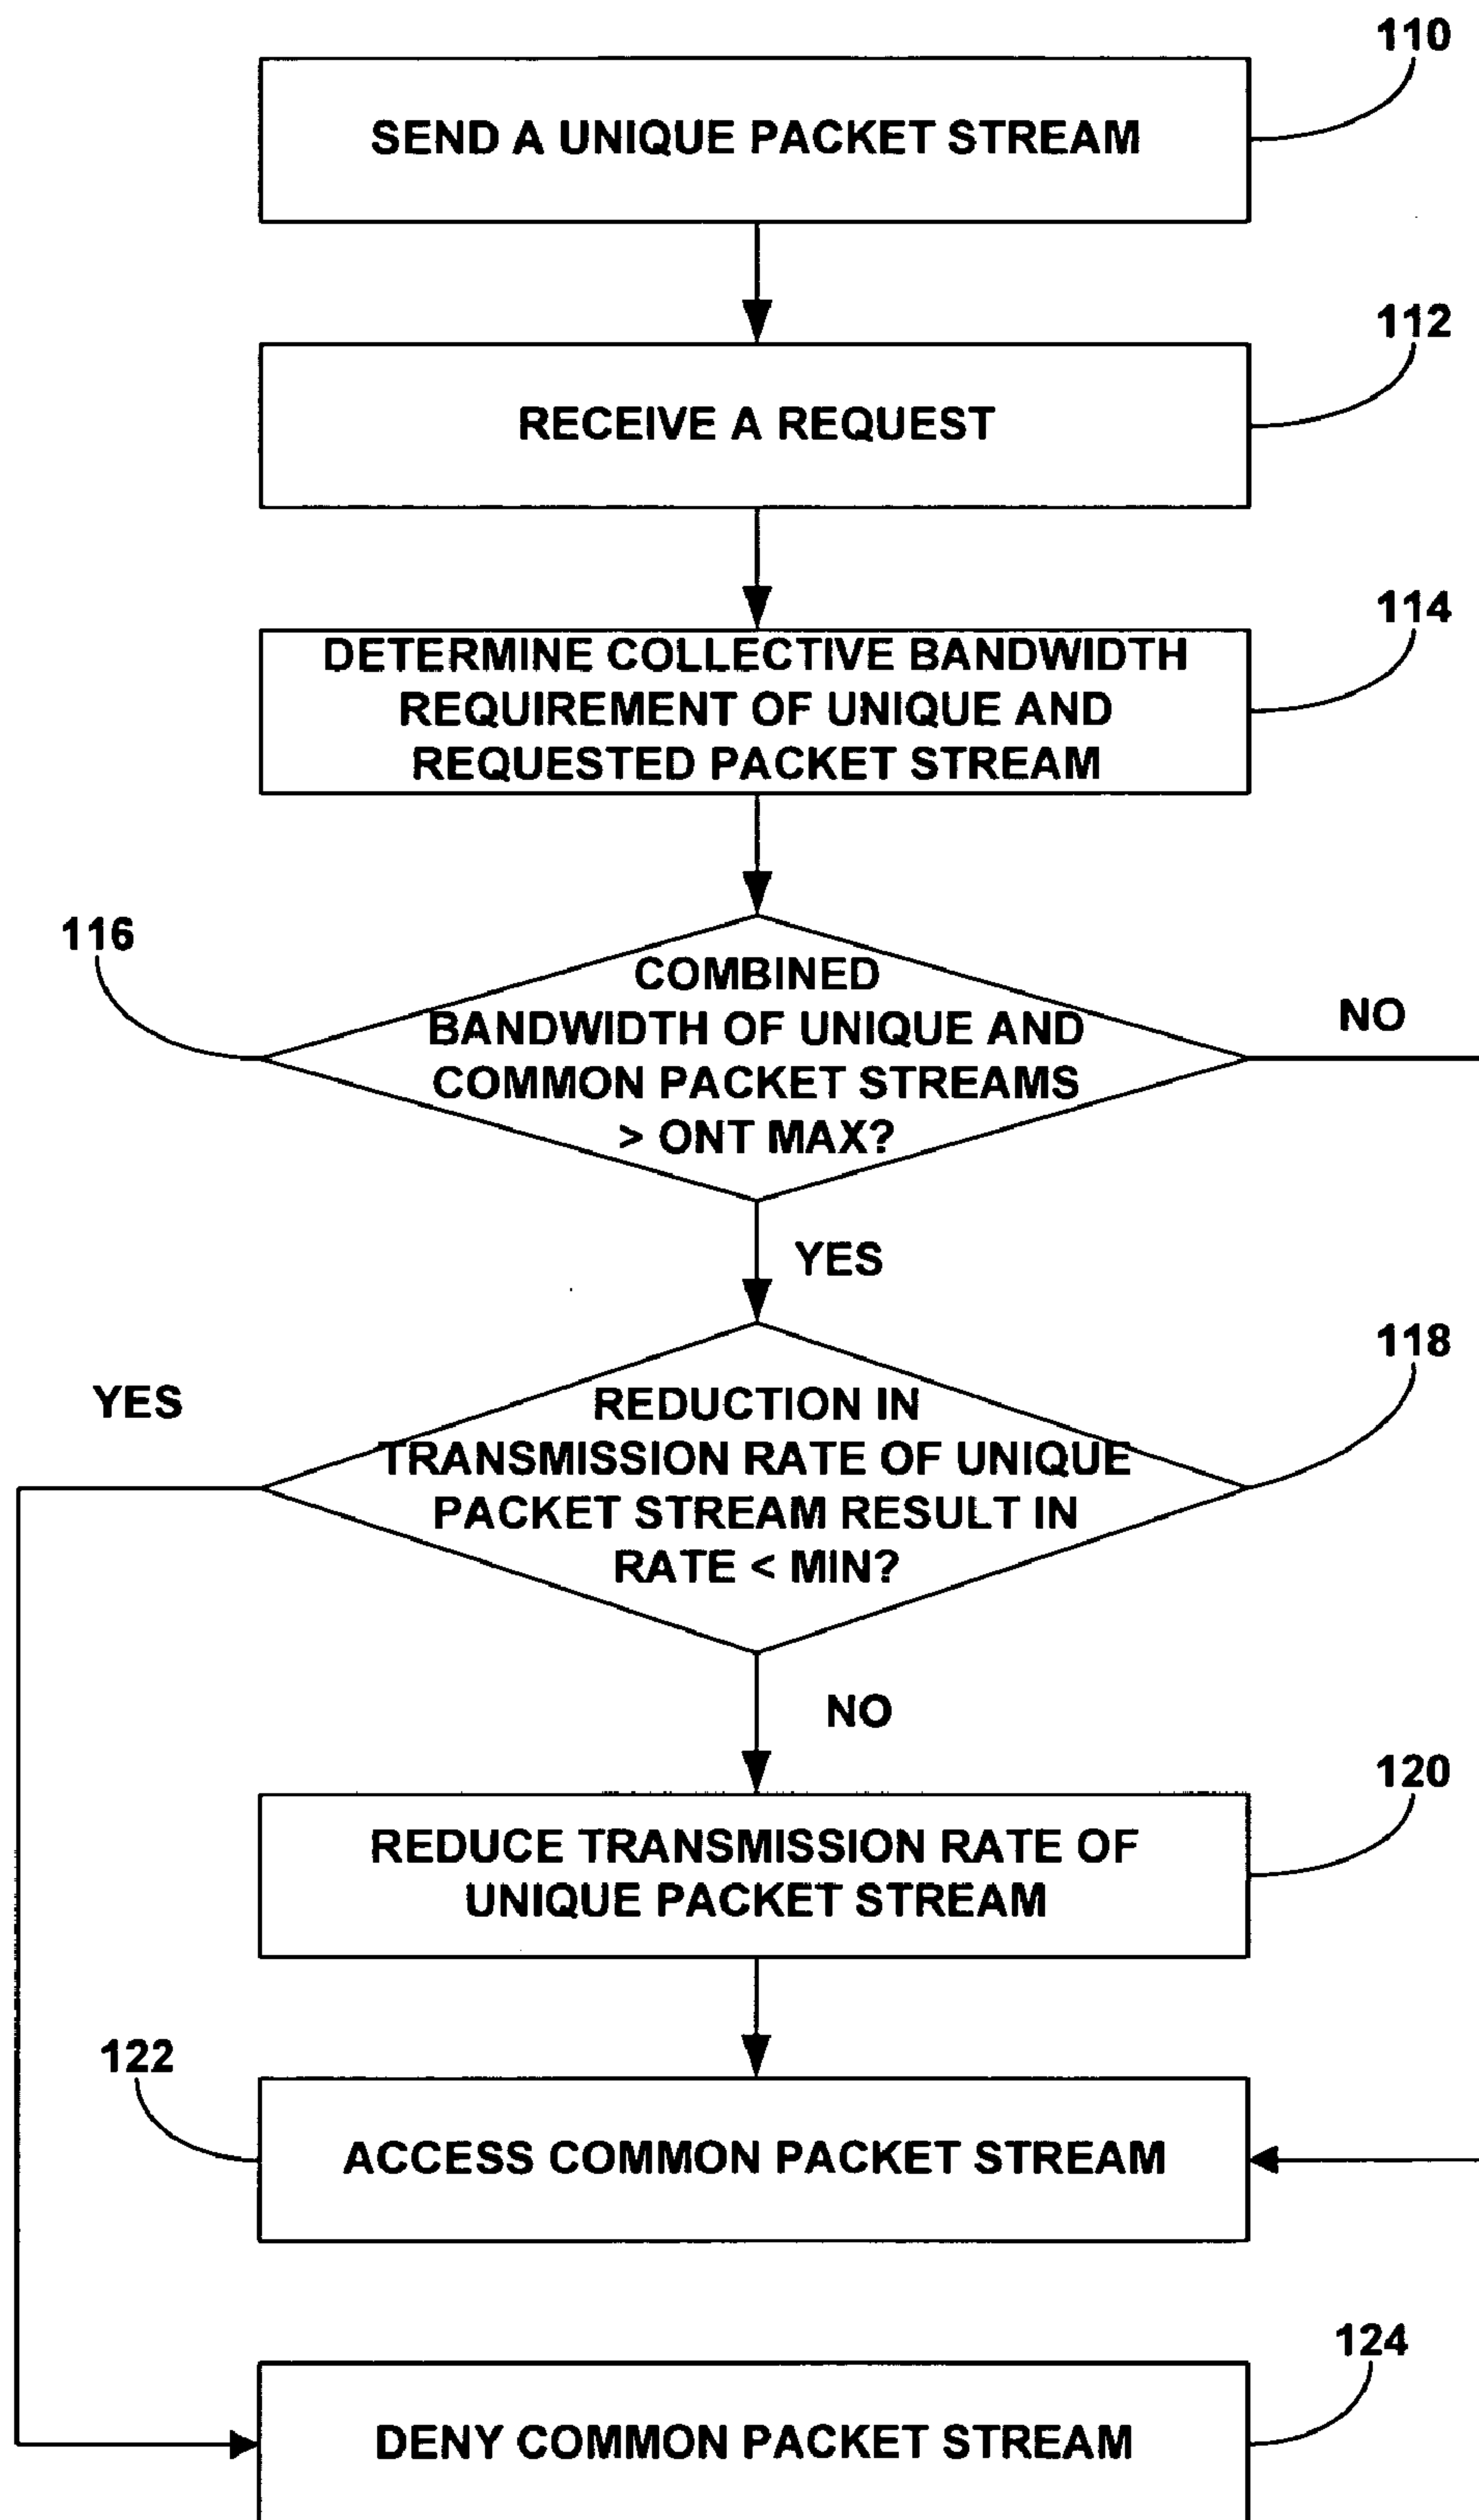 110
SEND A UNIQUE PACKET STREAM
112
RECEIVE A REQUEST
114
DETERMINE COLLECTIVE BANDWIDTH
REQUIREMENT OF UNIQUE AND
REQUESTED PACKET STREAM
116
COMBINED
BANDWIDTH OF UNIQUE AND
COMMON PACKET STREAMS
> ONT MAX?
NO
YES
118
YES
REDUCTION IN
TRANSMISSION RATE OF UNIQUE
PACKET STREAM RESULT IN
RATE < MIN?
NO
120
REDUCE TRANSMISSION RATE OF
UNIQUE PACKET STREAM
122
ACCESS COMMON PACKET STREAM
124
DENY COMMON PACKET STREAM